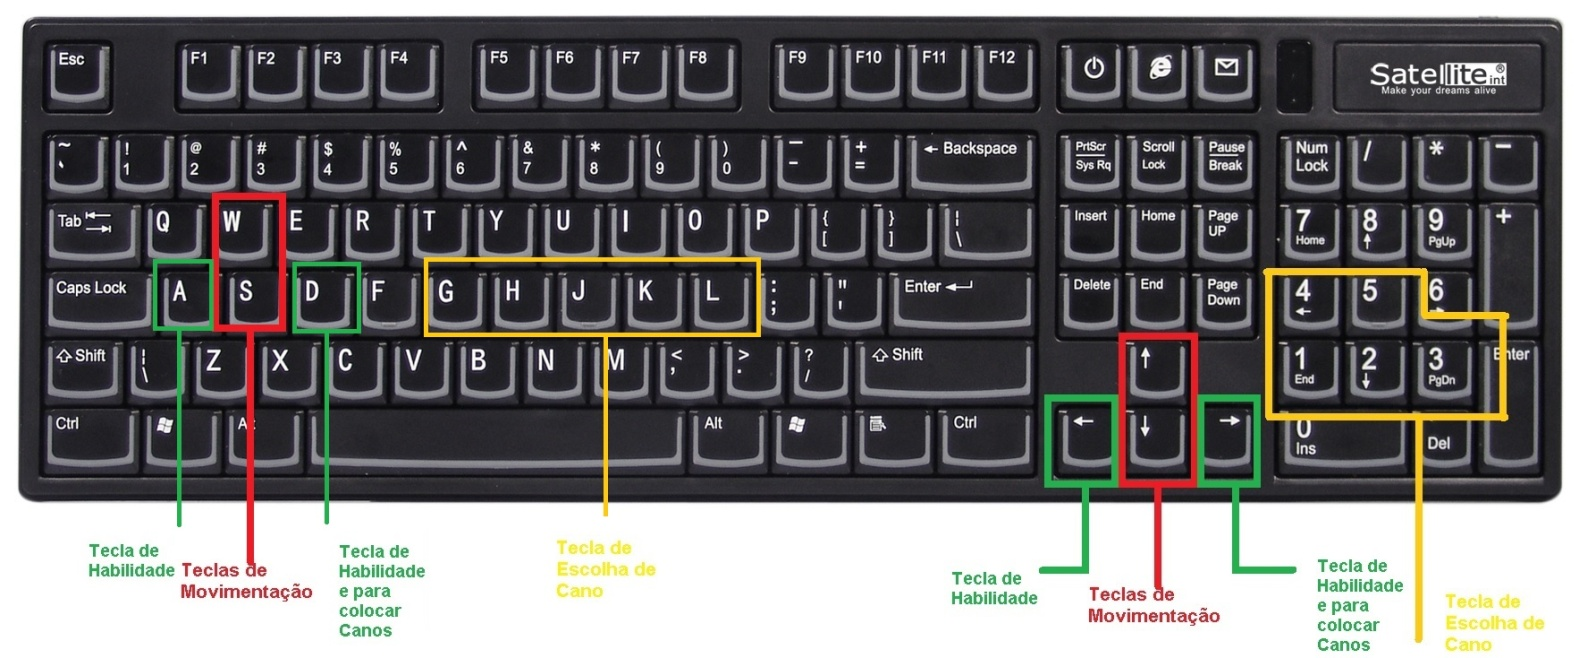 Esc F1 F2 F3 F4 F5 F6 F7 F8 F9 F10 F11 F12
Satellite ® int
Make your dreams alive
~ ! @ # $ % ^ & * ( ) _ + ← Backspace
` 1 2 3 4 5 6 7 8 9 0 - =
PrtScr Scroll Pause Num / * -
Sys Rq Lock Break Lock
Tab Q W E R T Y U I O P { } ¦
[ ] \
Insert Home Page 7 8 9 +
UP Home ↑ PgUp
Caps Lock A S D F G H J K L : " Enter ↵
; '
Delete End Page 4 5 6
Down ←
⇧ Shift ¦ Z X C V B N M < > ? ⇧ Shift
\ , . /
↑ 1 2 3 Enter
End ↓ PgDn
Ctrl Alt Alt Ctrl
← ↓ → 0 Del
Ins
Tecla de
Habilidade
Teclas de
Movimentação
Tecla de
Habilidade
e para
colocar
Canos
Tecla de
Escolha de
Cano
Tecla de
Habilidade
Teclas de
Movimentação
Tecla de
Habilidade
e para
colocar
Canos
Tecla de
Escolha de
Cano